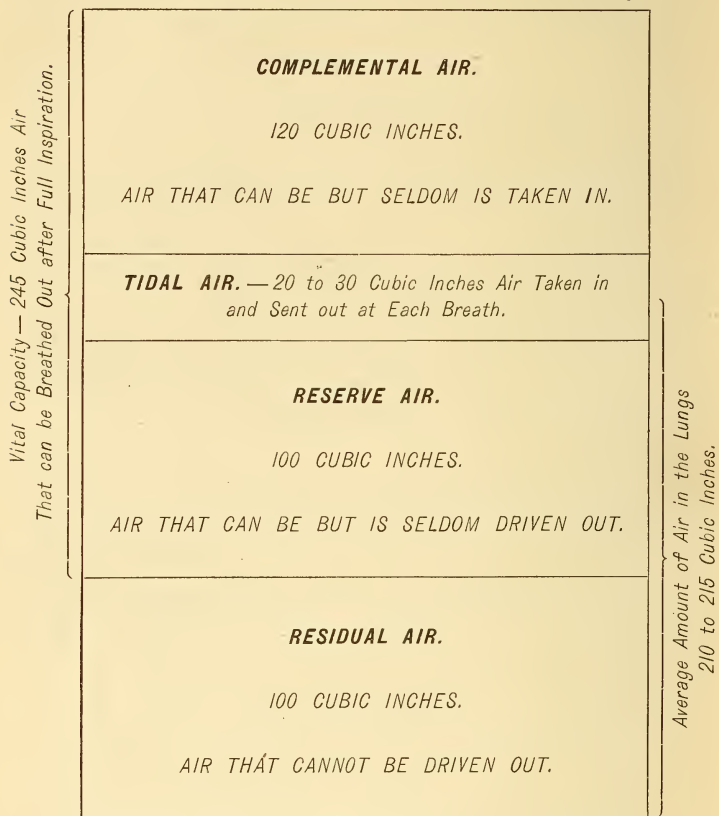 Vital Capacity — 245 Cubic Inches Air
That can be Breathed Out after Full Inspiration.
COMPLEMENTAL AIR.
120 CUBIC INCHES.
AIR THAT CAN BE BUT SELDOM IS TAKEN IN.
TIDAL AIR. — 20 to 30 Cubic Inches Air Taken in
and Sent out at Each Breath.
RESERVE AIR.
100 CUBIC INCHES.
AIR THAT CAN BE BUT IS SELDOM DRIVEN OUT.
RESIDUAL AIR.
100 CUBIC INCHES.
AIR THAT CANNOT BE DRIVEN OUT.
Average Amount of Air in the Lungs
210 to 215 Cubic Inches.